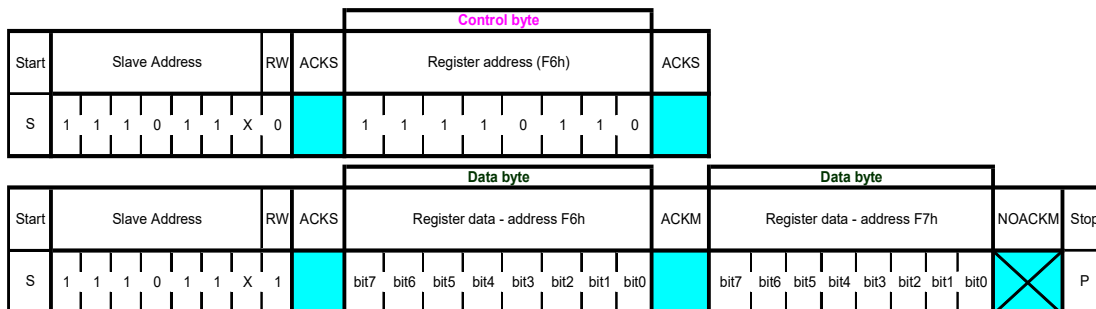 Control byte
Start Slave Address RW ACKS Register address (F6h) ACKS
S 1 1 1 0 1 1 X 0 1 1 1 1 0 1 1 0
Data byte Data byte
Start Slave Address RW ACKS Register data - address F6h ACKM Register data - address F7h NOACKM Stop
S 1 1 1 0 1 1 X 1 bit7 bit6 bit5 bit4 bit3 bit2 bit1 bit0 bit7 bit6 bit5 bit4 bit3 bit2 bit1 bit0 P